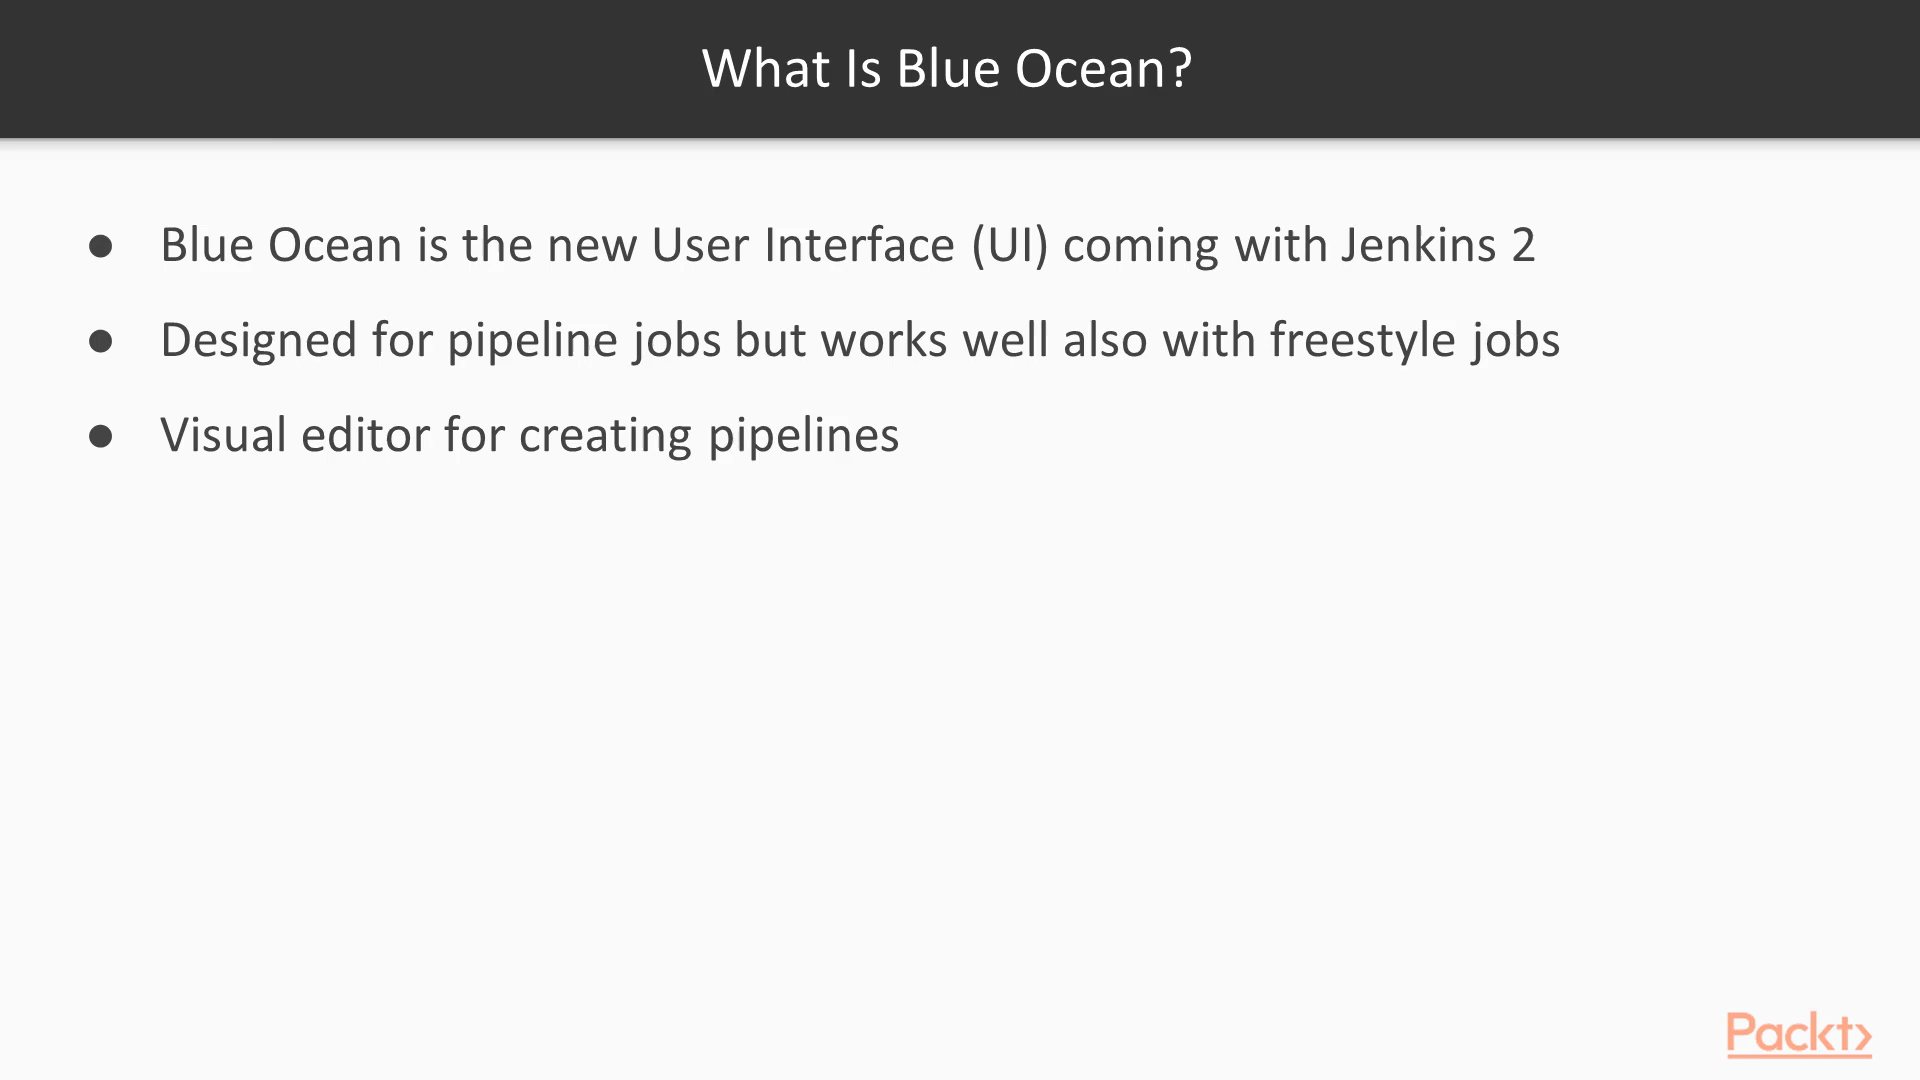 What Is Blue Ocean?
● Blue Ocean is the new User Interface (UI) coming with Jenkins 2
● Designed for pipeline jobs but works well also with freestyle jobs
● Visual editor for creating pipelines
Packt>